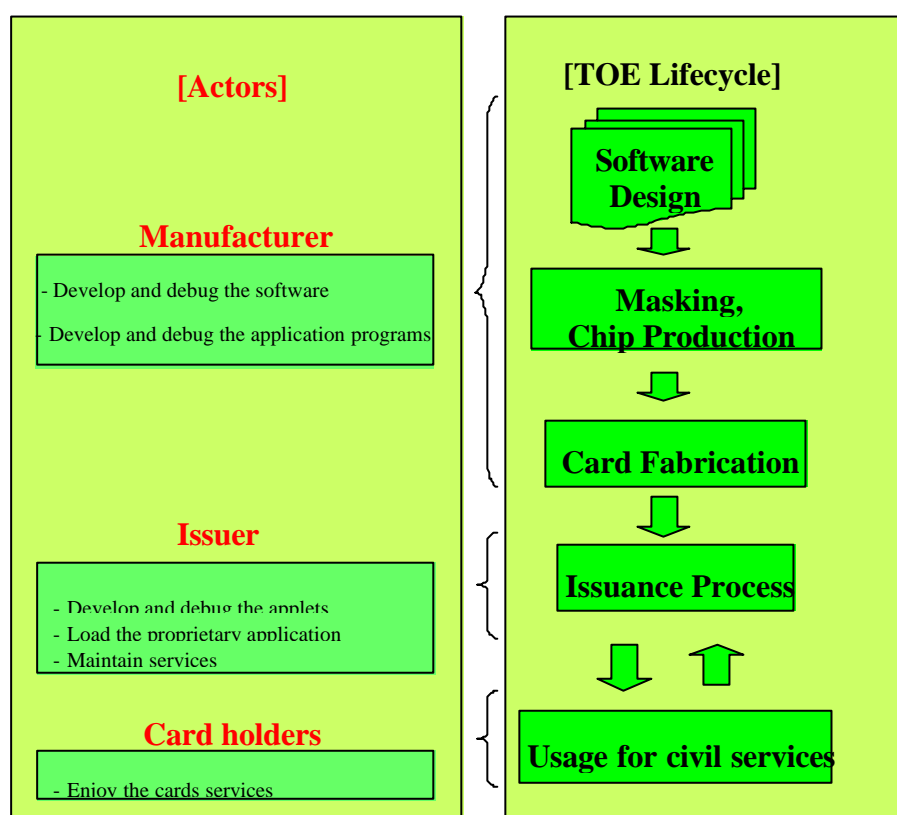 [Actors]
Manufacturer
- Develop and debug the software
- Develop and debug the application programs
Issuer
- Develop and debug the applets
- Load the proprietary application
- Maintain services
Card holders
- Enjoy the cards services
[TOE Lifecycle]
Software
Design
Masking,
Chip Production
Card Fabrication
Issuance Process
Usage for civil services